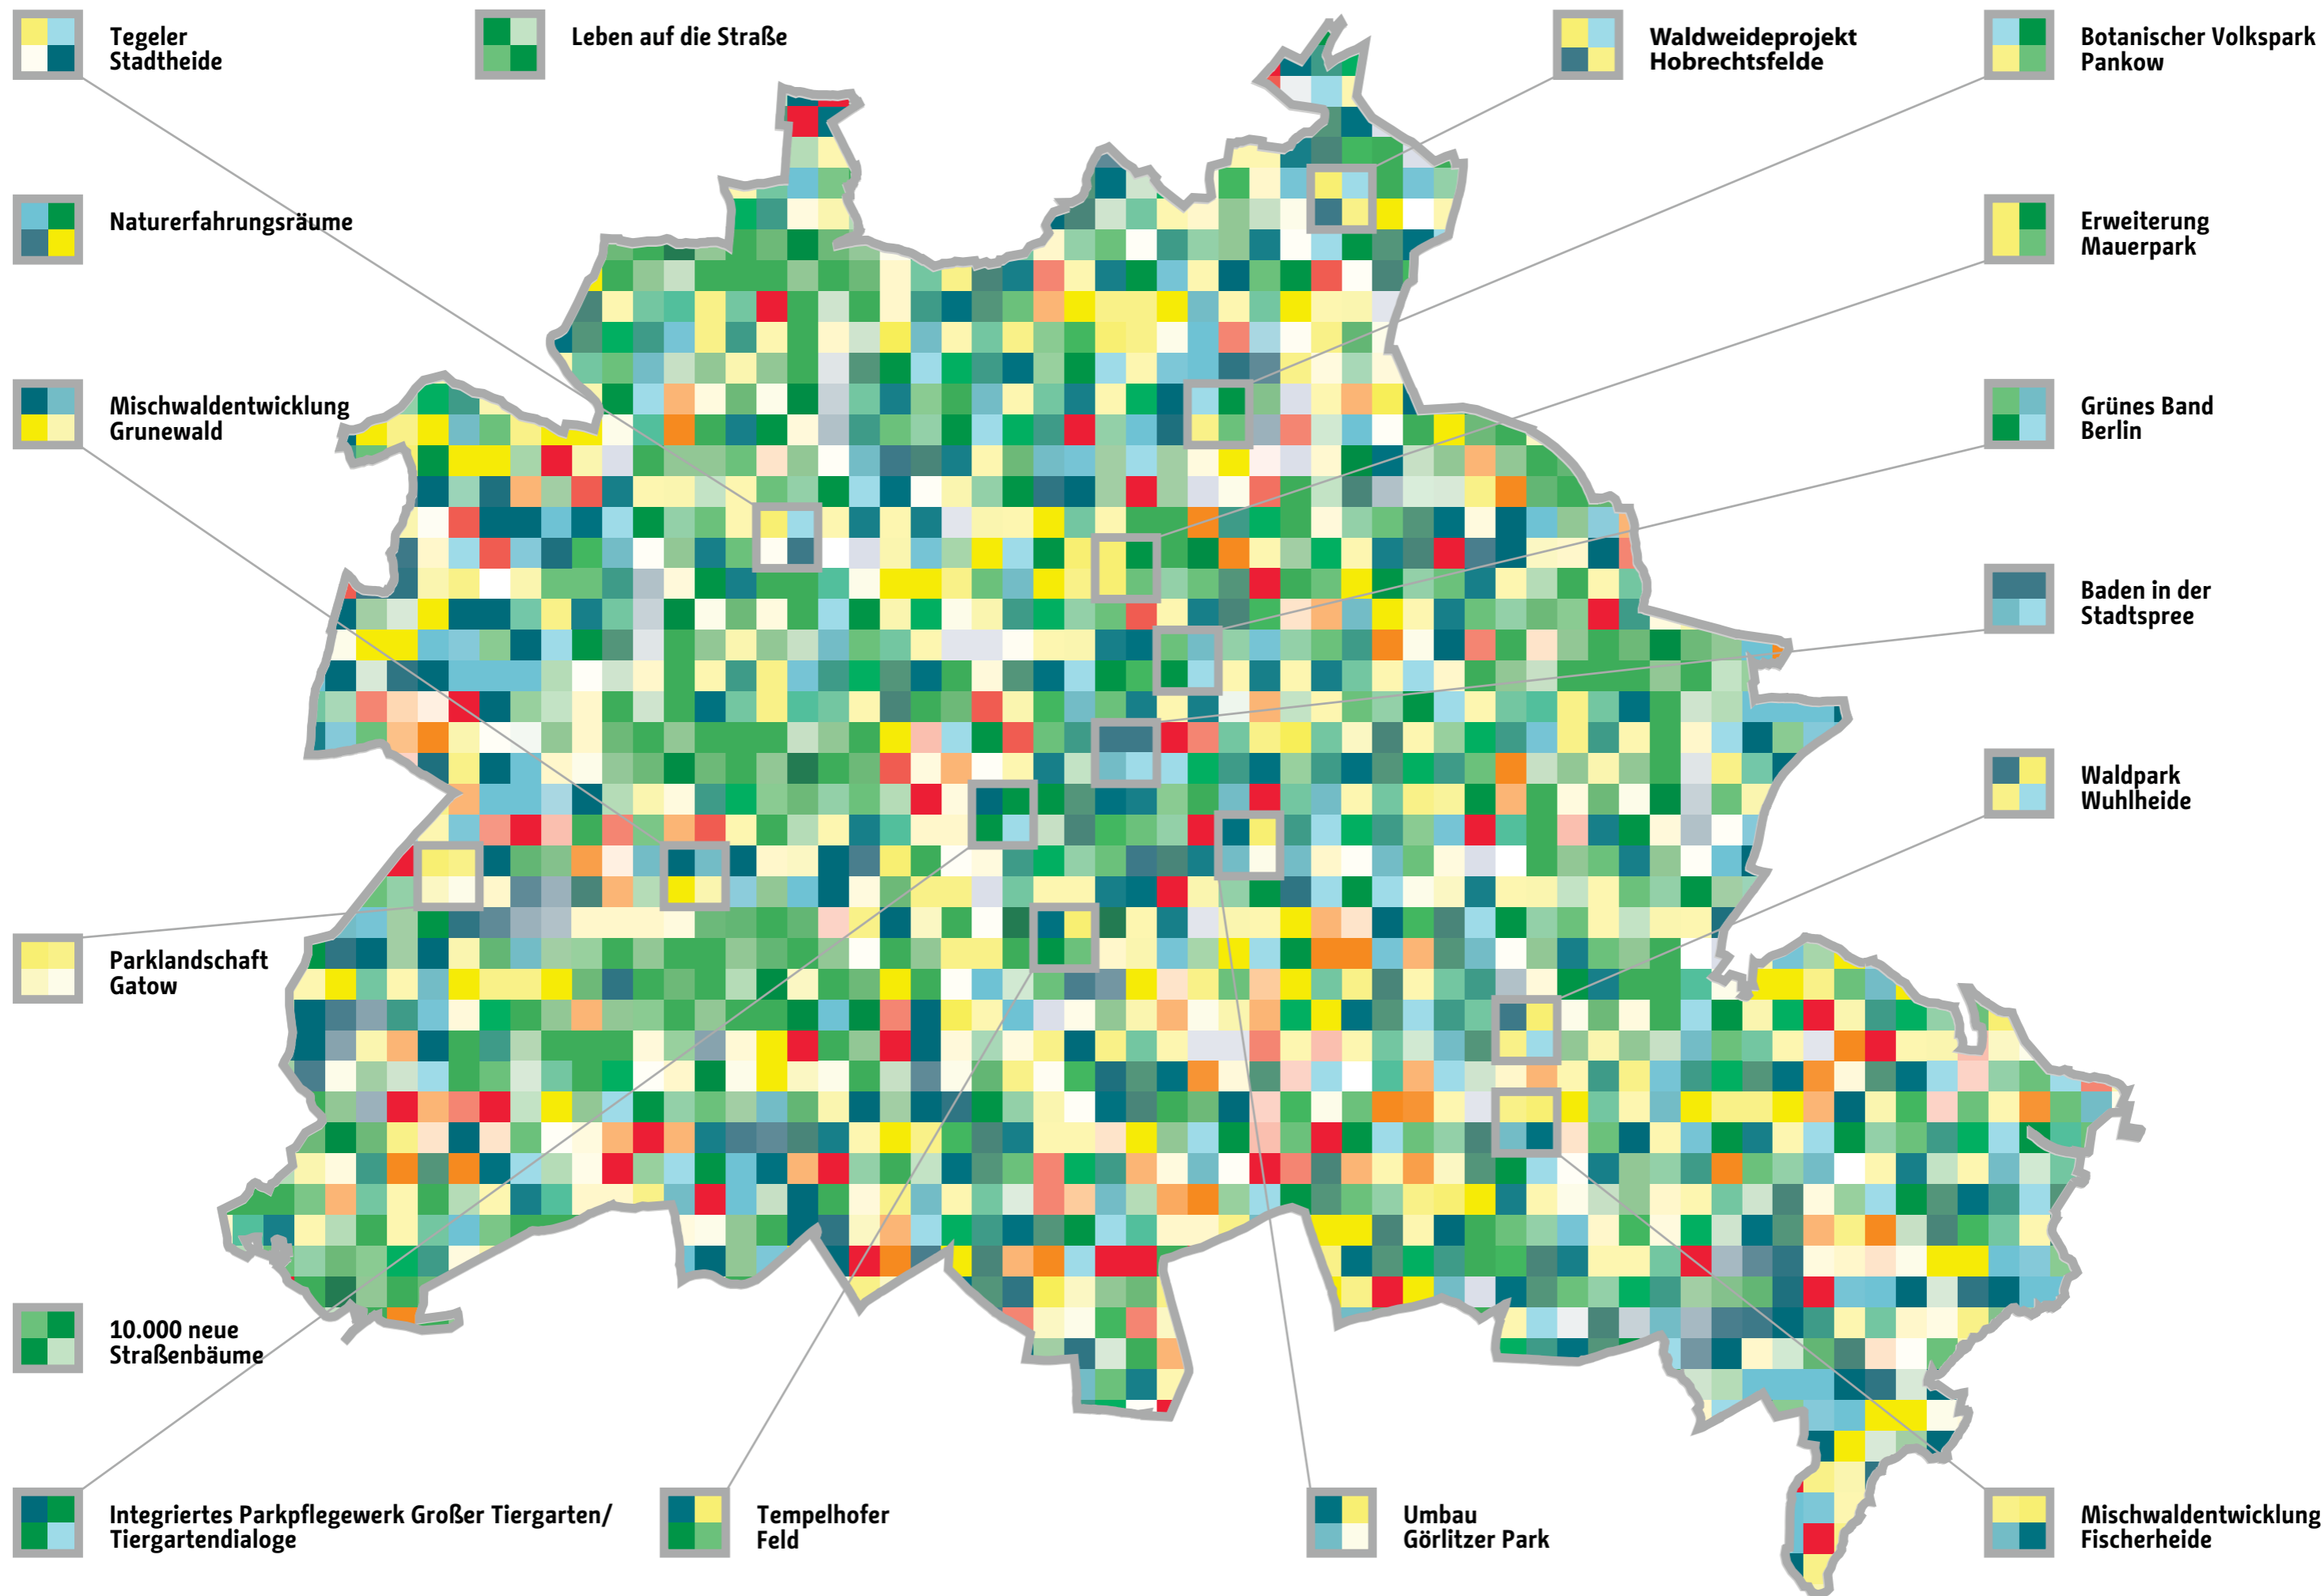 Tegeler
Stadtheide
Leben auf die Straße
Waldweideprojekt
Hobrechtsfelde
Botanischer Volkspark
Pankow
Naturerfahrungsräume
Erweiterung
Mauerpark
Mischwaldentwicklung
Grunewald
Grünes Band
Berlin
Baden in der
Stadtspree
Waldpark
Wuhlheide
Parklandschaft
Gatow
10.000 neue
Straßenbäume
Integriertes Parkpflegewerk Großer Tiergarten/
Tiergartendialoge
Tempelhofer
Feld
Umbau
Görlitzer Park
Mischwaldentwicklung
Fischerheide